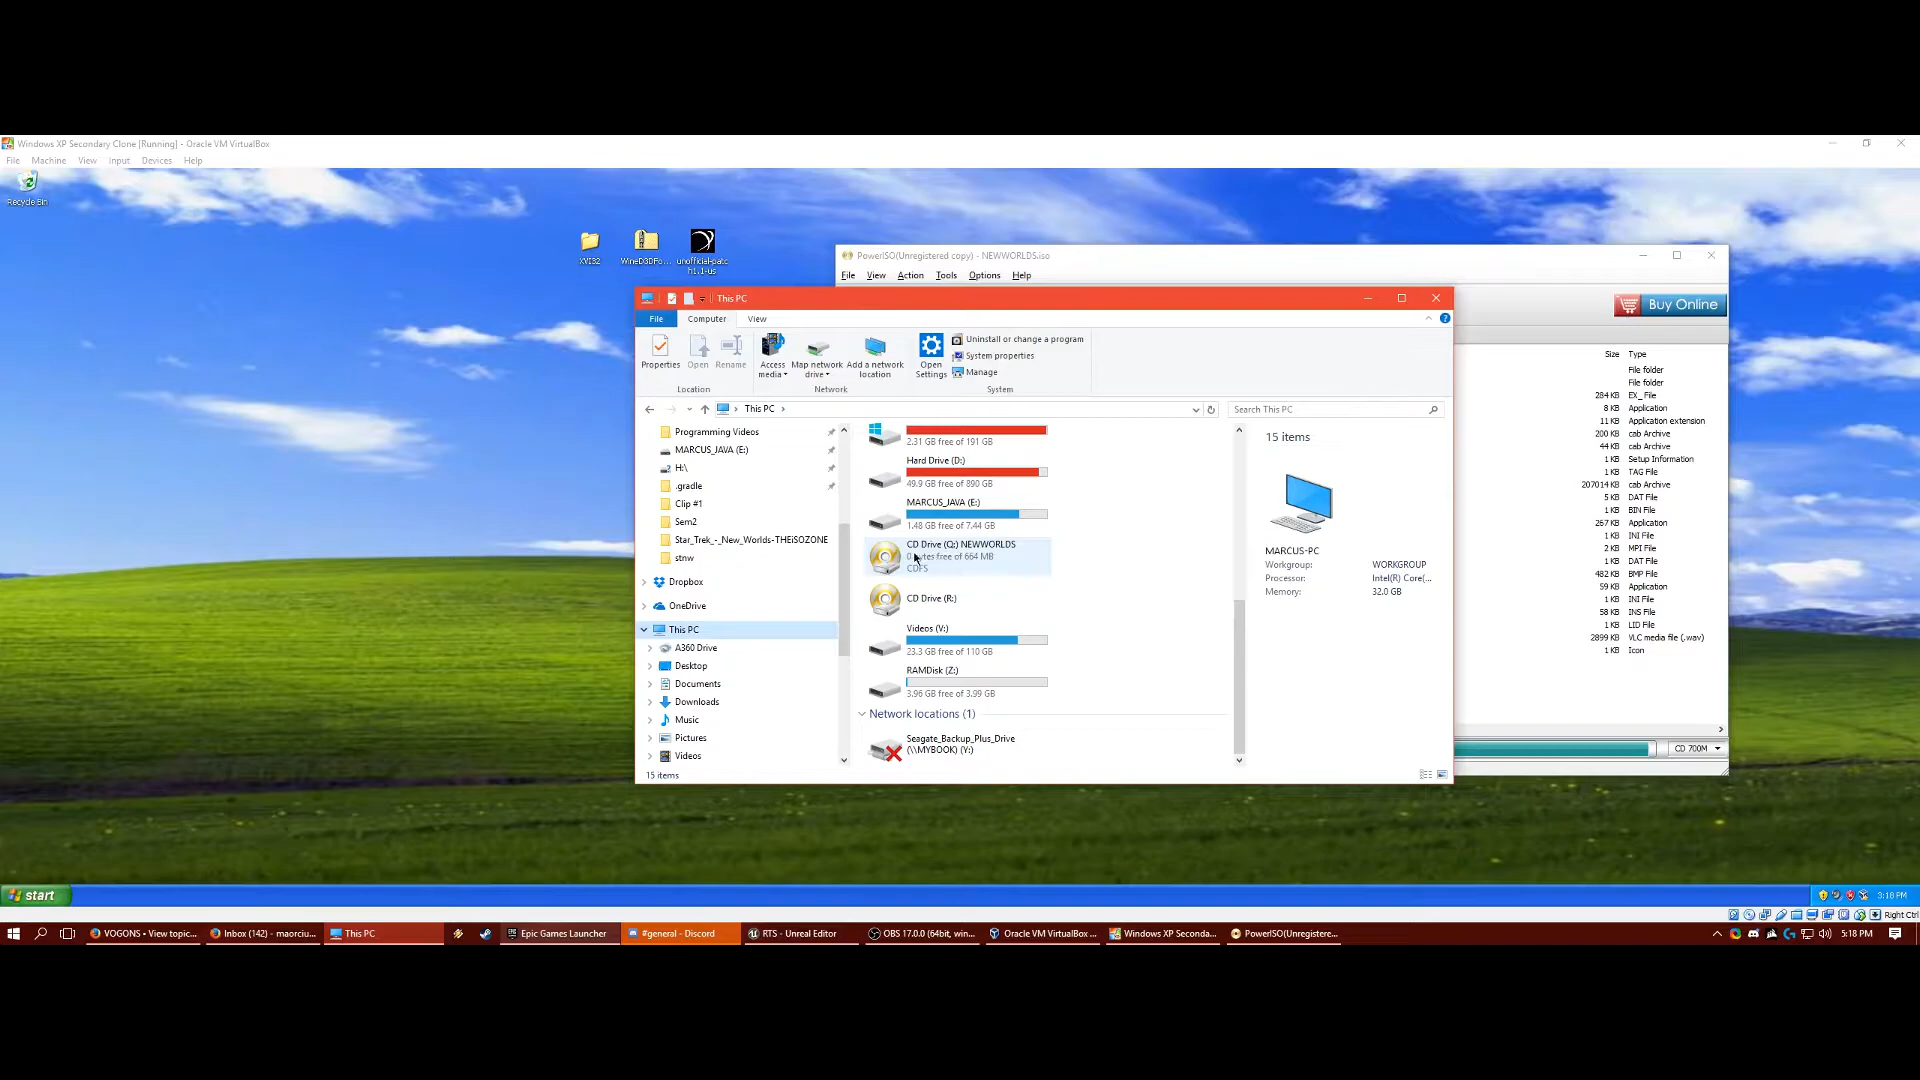 Windows XP Secondary Clone [Running] - Oracle VM VirtualBox
File Machine View Input Devices Help
Recycle Bin
XVI32
WineD3DFo...
unofficial-patc
h1.1-us
PowerISO(Unregistered copy) - NEWWORLDS.iso
File View Action Tools Options Help
Buy Online
This PC
File Computer View
Properties
Open
Rename
Access
media
Map network
drive
Add a network
location
Open
Settings
Uninstall or change a program
System properties
Manage
Location
Network
System
This PC
Search This PC
Programming Videos
MARCUS_JAVA (E:)
H:\
.gradle
Clip #1
Sem2
Star_Trek_-_New_Worlds-THEiSOZONE
stnw
Dropbox
OneDrive
This PC
A360 Drive
Desktop
Documents
Downloads
Music
Pictures
Videos
2.31 GB free of 191 GB
Hard Drive (D:)
49.9 GB free of 890 GB
MARCUS_JAVA (E:)
1.48 GB free of 7.44 GB
CD Drive (Q:) NEWWORLDS
0 bytes free of 664 MB
CDFS
CD Drive (R:)
Videos (V:)
23.3 GB free of 110 GB
RAMDisk (Z:)
3.96 GB free of 3.99 GB
Network locations (1)
Seagate_Backup_Plus_Drive
(\\MYBOOK) (Y:)
15 items
MARCUS-PC
Workgroup: WORKGROUP
Processor: Intel(R) Core(...
Memory: 32.0 GB
15 items
Size Type
File folder
File folder
284 KB EX_ File
8 KB Application
11 KB Application extension
200 KB cab Archive
44 KB cab Archive
1 KB Setup Information
1 KB TAG File
207014 KB cab Archive
5 KB DAT File
1 KB BIN File
267 KB Application
1 KB INI File
2 KB MPI File
1 KB DAT File
482 KB BMP File
59 KB Application
1 KB INI File
58 KB INS File
1 KB LID File
2899 KB VLC media file (.wav)
1 KB Icon
CD 700M
start
3:18 PM
Right Ctrl
VOGONS • View topic...
Inbox (142) - maorciu...
This PC
Epic Games Launcher
#general - Discord
RTS - Unreal Editor
OBS 17.0.0 (64bit, win...
Oracle VM VirtualBox ...
Windows XP Seconda...
PowerISO(Unregistere...
5:18 PM